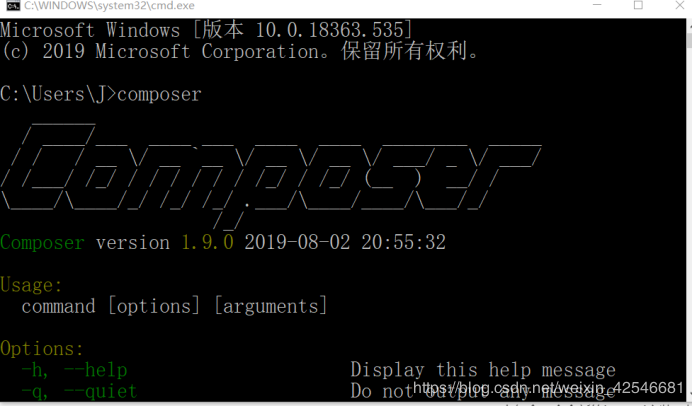 C:\WINDOWS\system32\cmd.exe
Microsoft Windows [版本 10.0.18363.535]
(c) 2019 Microsoft Corporation。保留所有权利。
C:\Users\J>composer
Composer
Composer version 1.9.0 2019-08-02 20:55:32
Usage:
command [options] [arguments]
Options:
-h, --help Display this help message
-q, --quiet Do not output any message
https://blog.csdn.net/weixin_42546681